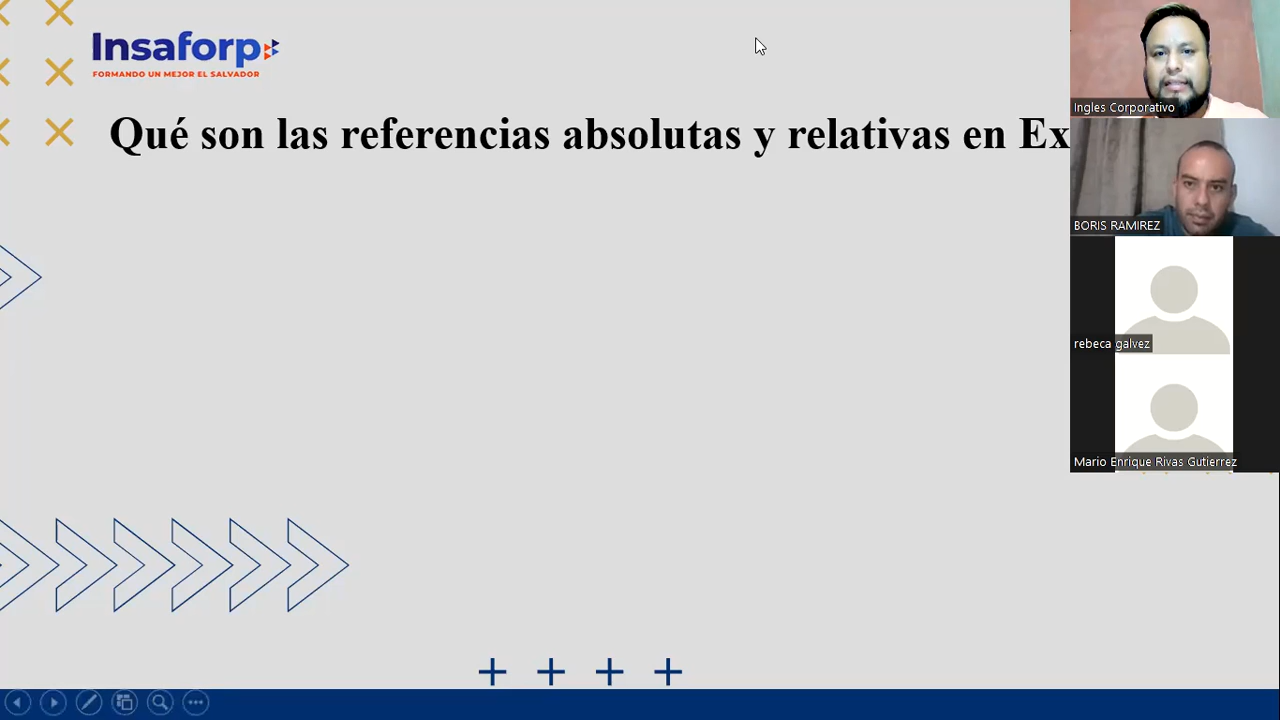 Insaforp
FORMANDO UN MEJOR EL SALVADOR
Qué son las referencias absolutas y relativas en Ex
Ingles Corporativo
BORIS RAMIREZ
rebeca galvez
Mario Enrique Rivas Gutierrez